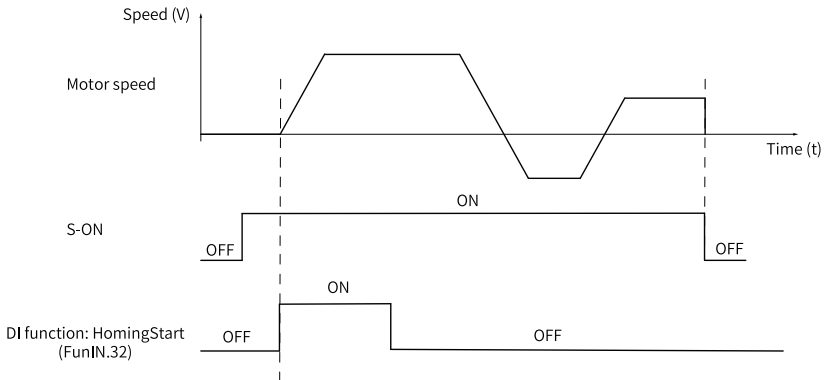 Speed (V)
Motor speed
Time (t)
ON
S-ON
OFF
OFF
ON
DI function: HomingStart
(FunIN.32)
OFF
OFF